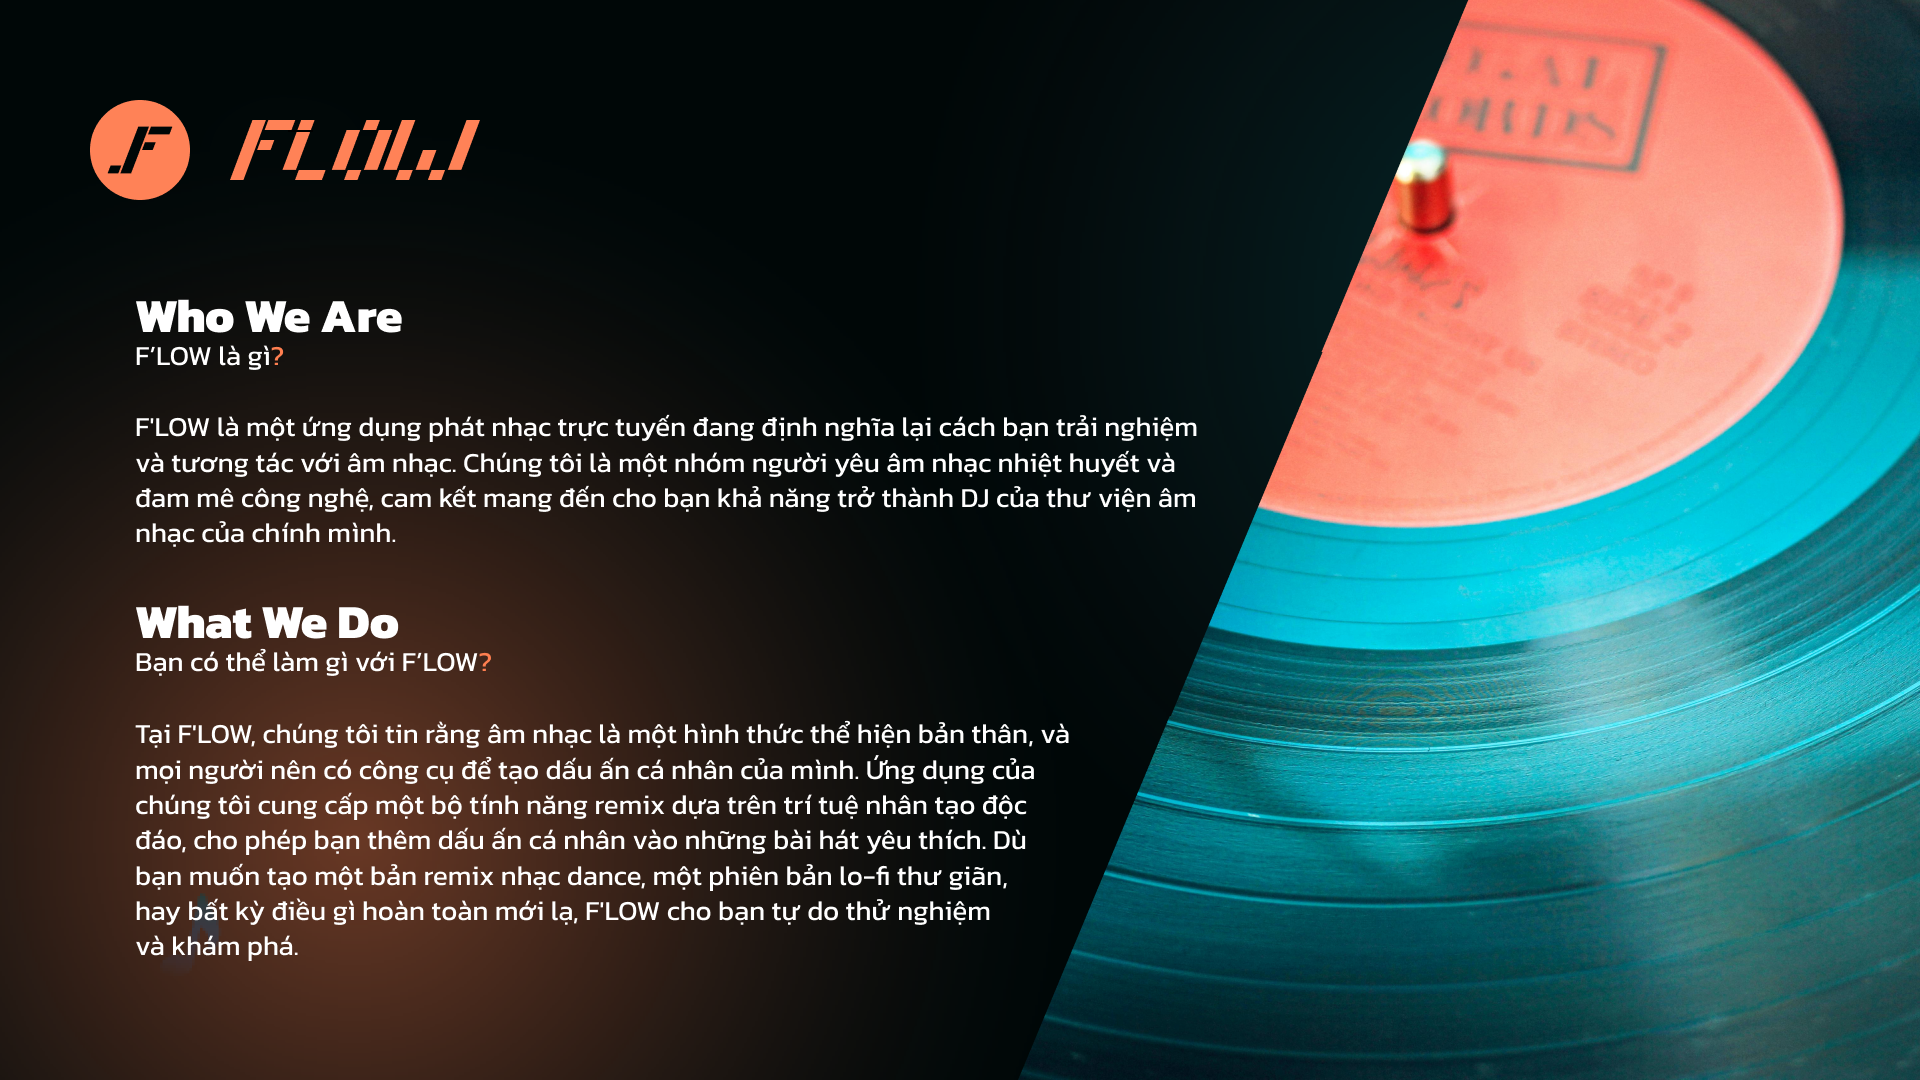 F
FLOW
Who We Are
F’LOW là gì?
F'LOW là một ứng dụng phát nhạc trực tuyến đang định nghĩa lại cách bạn trải nghiệm
và tương tác với âm nhạc. Chúng tôi là một nhóm người yêu âm nhạc nhiệt huyết và
đam mê công nghệ, cam kết mang đến cho bạn khả năng trở thành DJ của thư viện âm
nhạc của chính mình.
What We Do
Bạn có thể làm gì với F’LOW?
Tại F'LOW, chúng tôi tin rằng âm nhạc là một hình thức thể hiện bản thân, và
mọi người nên có công cụ để tạo dấu ấn cá nhân của mình. Ứng dụng của
chúng tôi cung cấp một bộ tính năng remix dựa trên trí tuệ nhân tạo độc
đáo, cho phép bạn thêm dấu ấn cá nhân vào những bài hát yêu thích. Dù
bạn muốn tạo một bản remix nhạc dance, một phiên bản lo-fi thư giãn,
hay bất kỳ điều gì hoàn toàn mới lạ, F'LOW cho bạn tự do thử nghiệm
và khám phá.